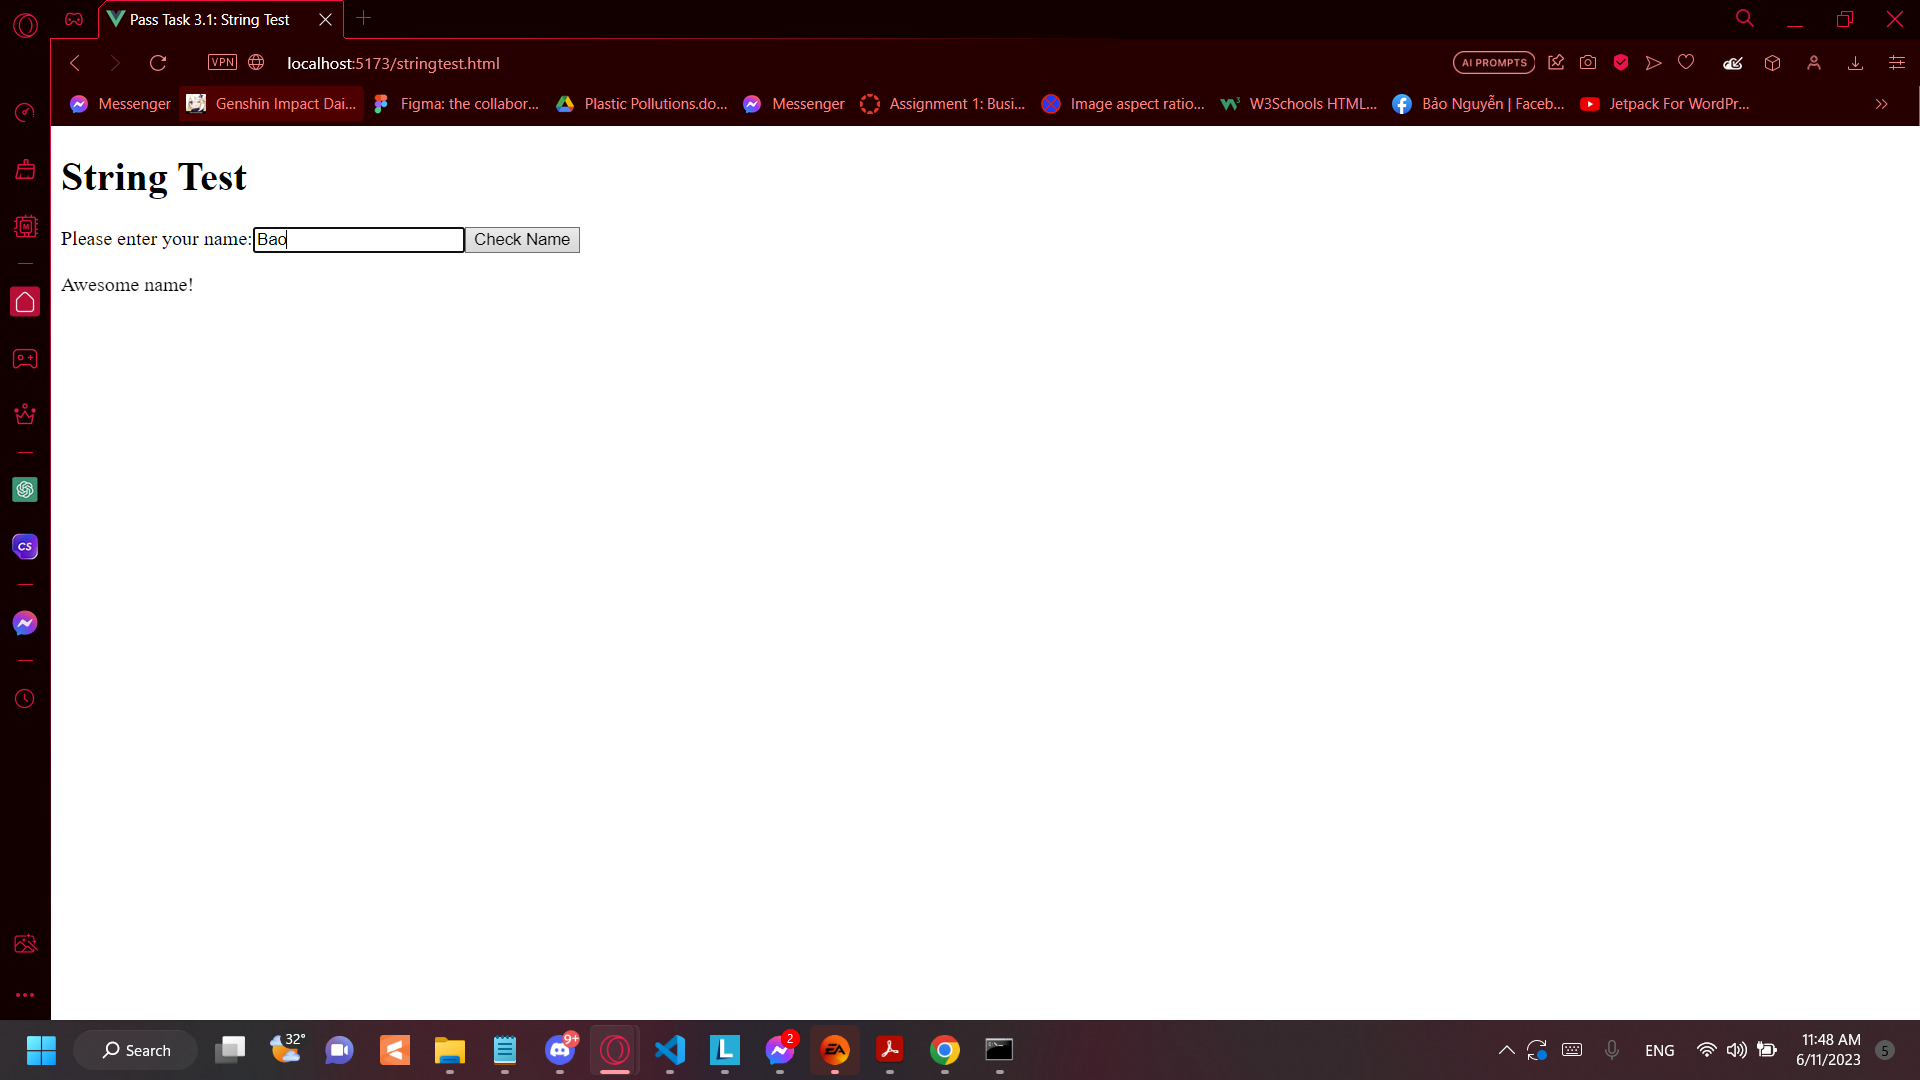 Pass Task 3.1: String Test
VPN localhost:5173/stringtest.html AI PROMPTS
Messenger Genshin Impact Dai... Figma: the collabor... Plastic Pollutions.do... Messenger Assignment 1: Busi... Image aspect ratio... W3Schools HTML... Bảo Nguyễn | Faceb... Jetpack For WordPr...
String Test
Please enter your name: Bao Check Name
Awesome name!
CS
Search 32° 9+ L 2 EA ENG 11:48 AM
6/11/2023 5